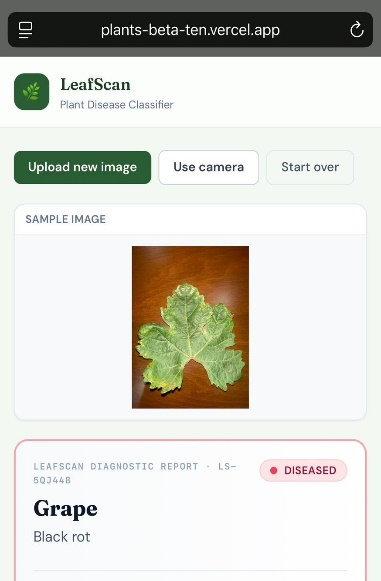 plants-beta-ten.vercel.app
LeafScan
Plant Disease Classifier
Upload new image
Use camera
Start over
SAMPLE IMAGE
LEAFSCAN DIAGNOSTIC REPORT · LS-
5QJ44B
DISEASED
Grape
Black rot